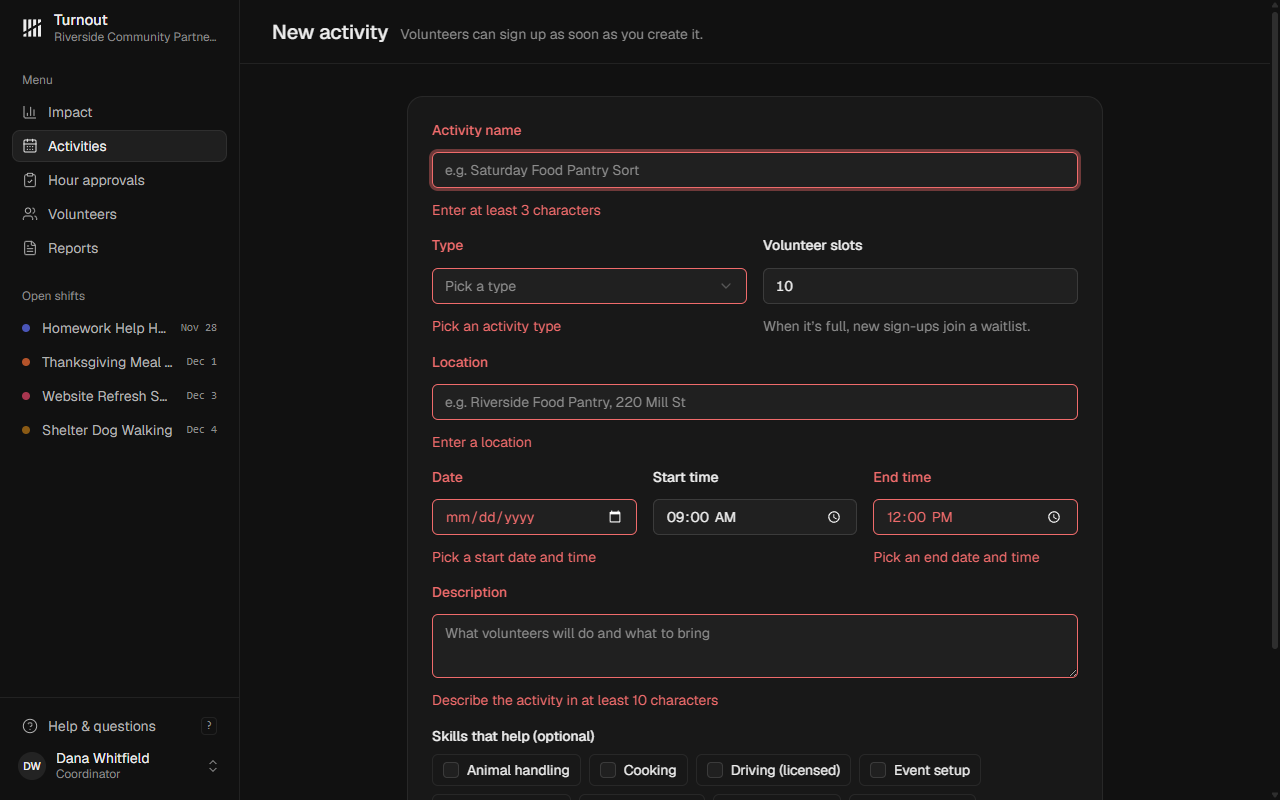 Turnout
Riverside Community Partne...
Menu
Impact
Activities
Hour approvals
Volunteers
Reports
Open shifts
Homework Help H... Nov 28
Thanksgiving Meal ... Dec 1
Website Refresh S... Dec 3
Shelter Dog Walking Dec 4
Help & questions ?
DW Dana Whitfield
Coordinator
New activity Volunteers can sign up as soon as you create it.
Activity name
e.g. Saturday Food Pantry Sort
Enter at least 3 characters
Type Volunteer slots
Pick a type 10
Pick an activity type When it's full, new sign-ups join a waitlist.
Location
e.g. Riverside Food Pantry, 220 Mill St
Enter a location
Date Start time End time
mm/dd/yyyy 09:00 AM 12:00 PM
Pick a start date and time Pick an end date and time
Description
What volunteers will do and what to bring
Describe the activity in at least 10 characters
Skills that help (optional)
Animal handling Cooking Driving (licensed) Event setup